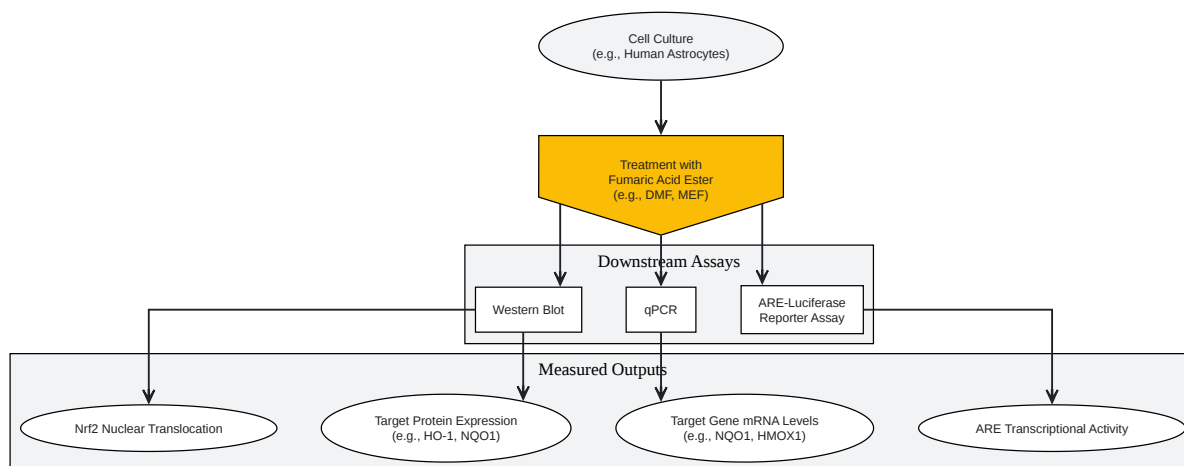 Cell Culture
(e.g., Human Astrocytes)
Treatment with
Fumaric Acid Ester
(e.g., DMF, MEF)
Downstream Assays
Western Blot
qPCR
ARE-Luciferase
Reporter Assay
Measured Outputs
Nrf2 Nuclear Translocation
Target Protein Expression
(e.g., HO-1, NQO1)
Target Gene mRNA Levels
(e.g., NQO1, HMOX1)
ARE Transcriptional Activity